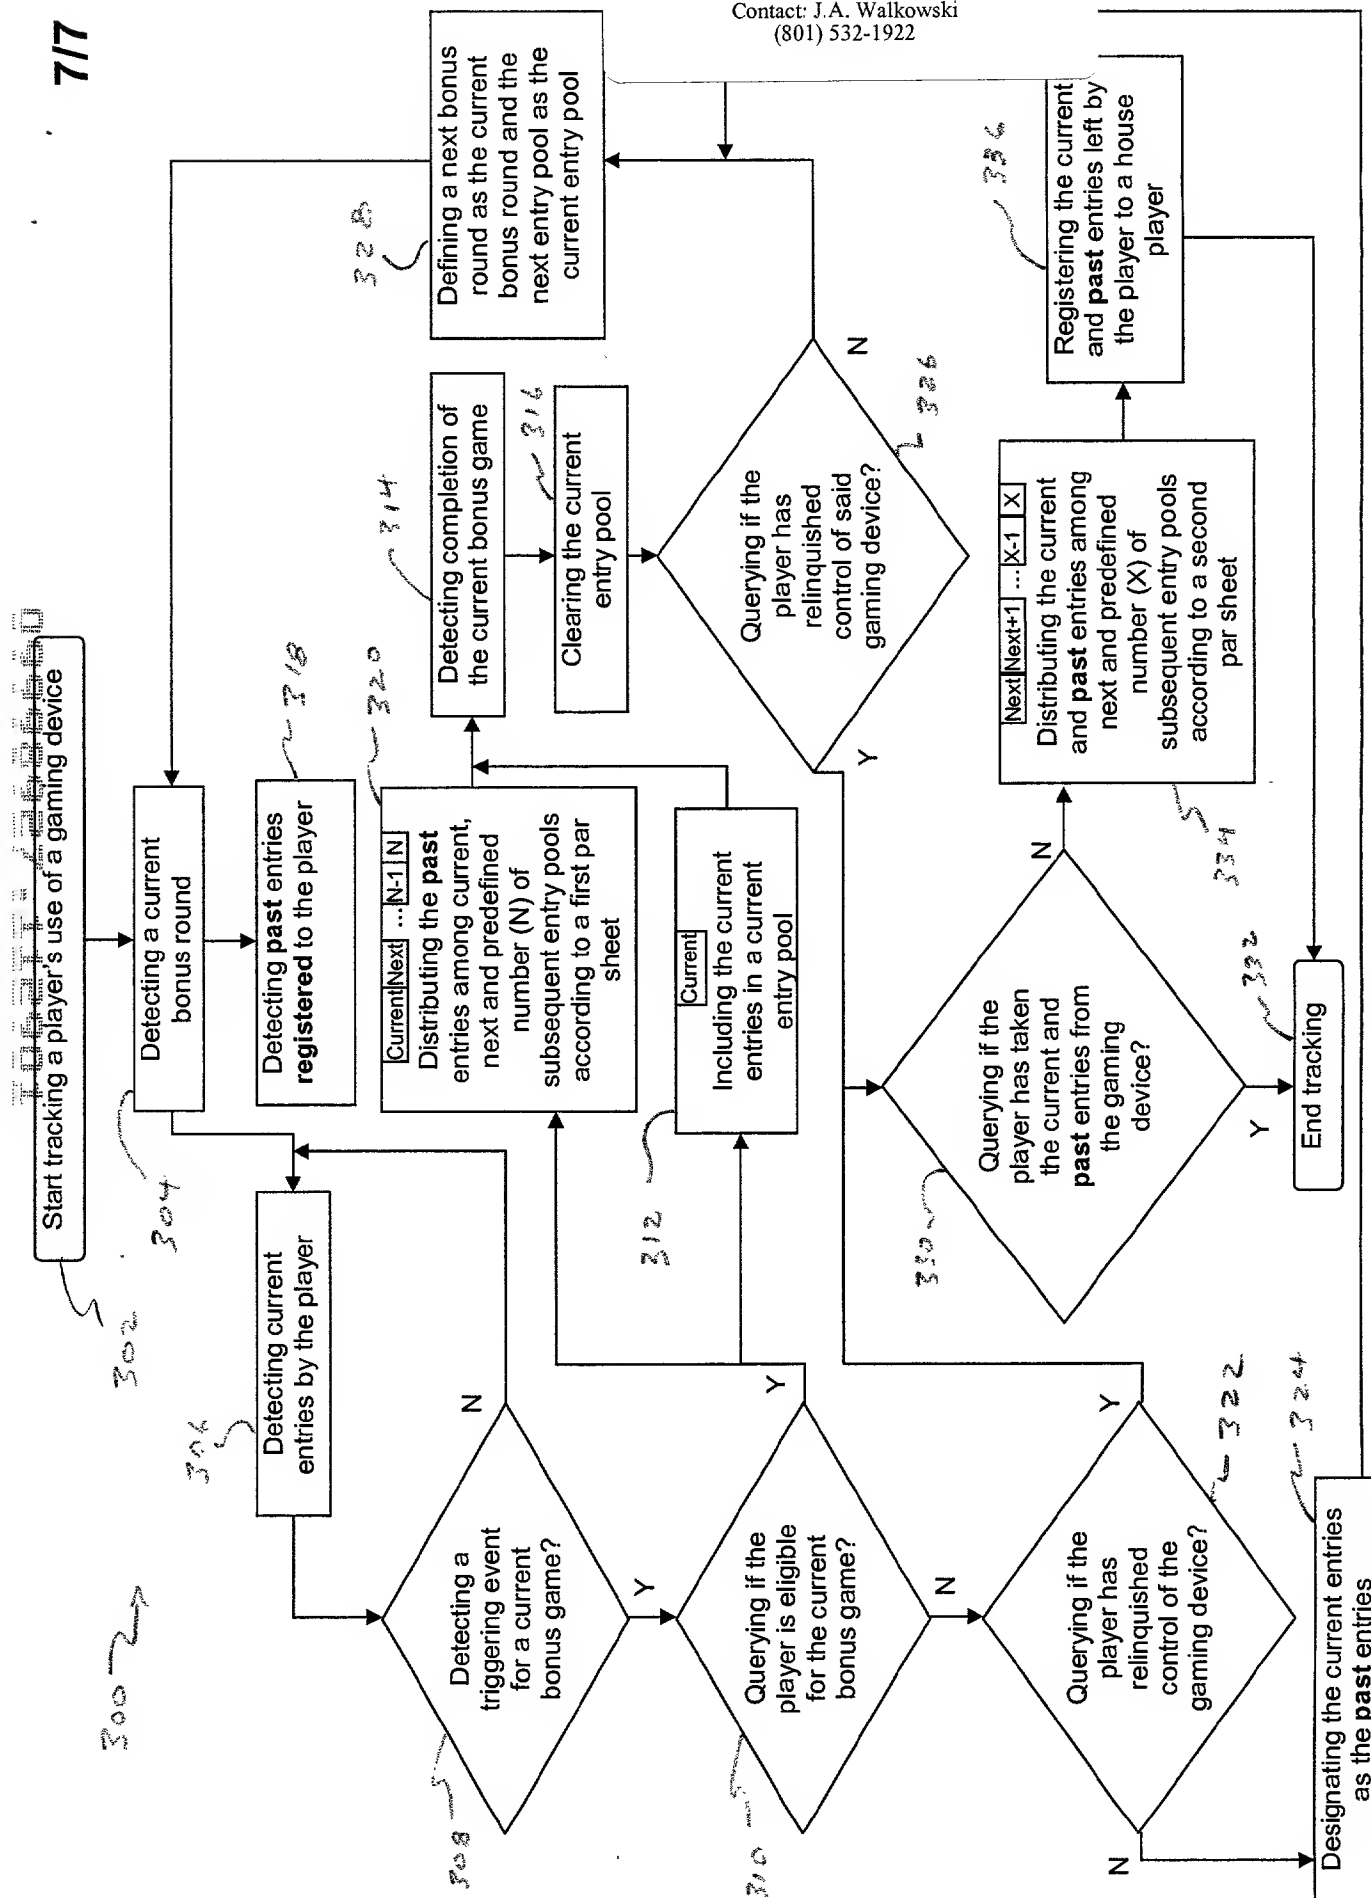 7/7
Contact: J.A. Walkowski
(801) 532-1922
Start tracking a player's use of a gaming device
302
300
Detecting a current
bonus round
304
Detecting current
entries by the player
306
Detecting past entries
registered to the player
318
Detecting a
triggering event
for a current
bonus game?
308
N
Y
Querying if the
player is eligible
for the current
bonus game?
310
Y
N
Current Next ... N-1 N
Distributing the past
entries among current,
next and predefined
number (N) of
subsequent entry pools
according to a first par
sheet
320
Current
Including the current
entries in a current
entry pool
312
Detecting completion of
the current bonus game
314
Clearing the current
entry pool
316
Querying if the
player has
relinquished
control of said
gaming device?
326
N
Y
Defining a next bonus
round as the current
bonus round and the
next entry pool as the
current entry pool
328
Querying if the
player has
relinquished
control of the
gaming device?
322
Y
N
Designating the current entries
as the past entries
324
Querying if the
player has taken
the current and
past entries from
the gaming
device?
330
N
Y
Next Next+1 ... X-1 X
Distributing the current
and past entries among
next and predefined
number (X) of
subsequent entry pools
according to a second
par sheet
334
Registering the current
and past entries left by
the player to a house
player
336
End tracking
332